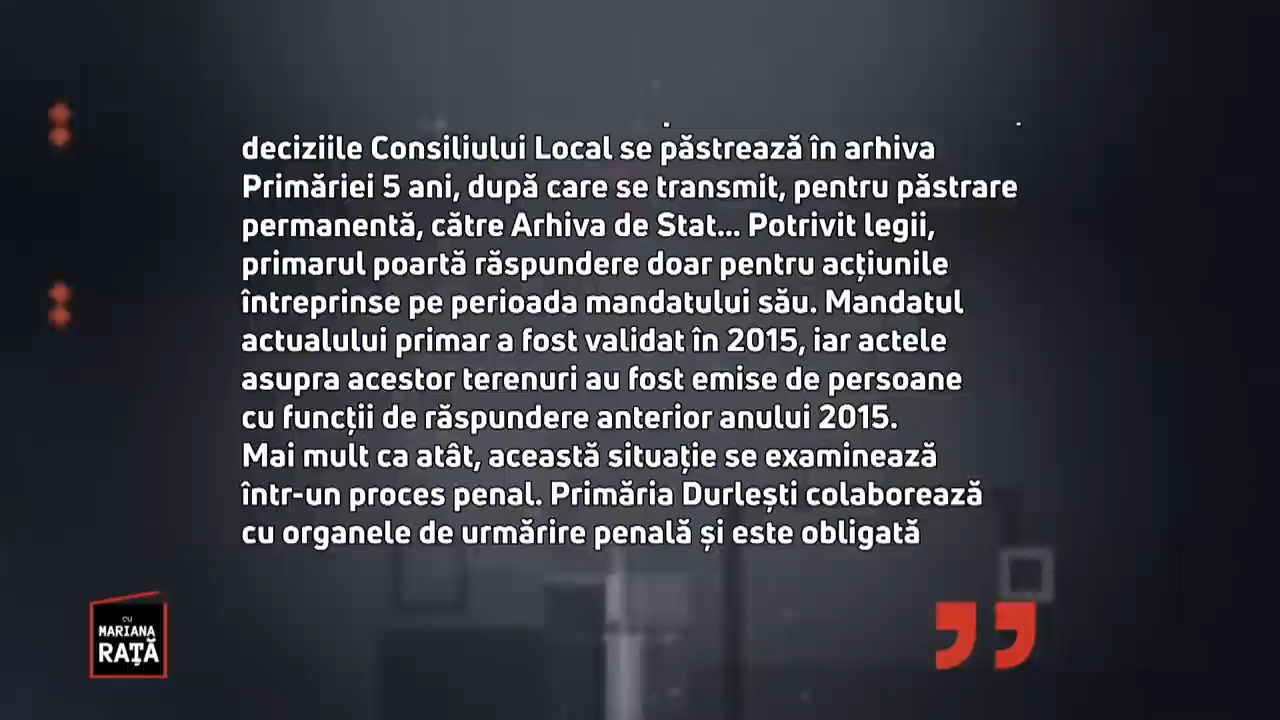 deciziile Consiliului Local se păstrează în arhiva
Primăriei 5 ani, după care se transmit, pentru păstrare
permanentă, către Arhiva de Stat... Potrivit legii,
primarul poartă răspundere doar pentru acțiunile
întreprinse pe perioada mandatului său. Mandatul
actualului primar a fost validat în 2015, iar actele
asupra acestor terenuri au fost emise de persoane
cu funcții de răspundere anterior anului 2015.
Mai mult ca atât, această situație se examinează
într-un proces penal. Primăria Durlești colaborează
cu organele de urmărire penală și este obligată
CU
MARIANA
RAȚĂ